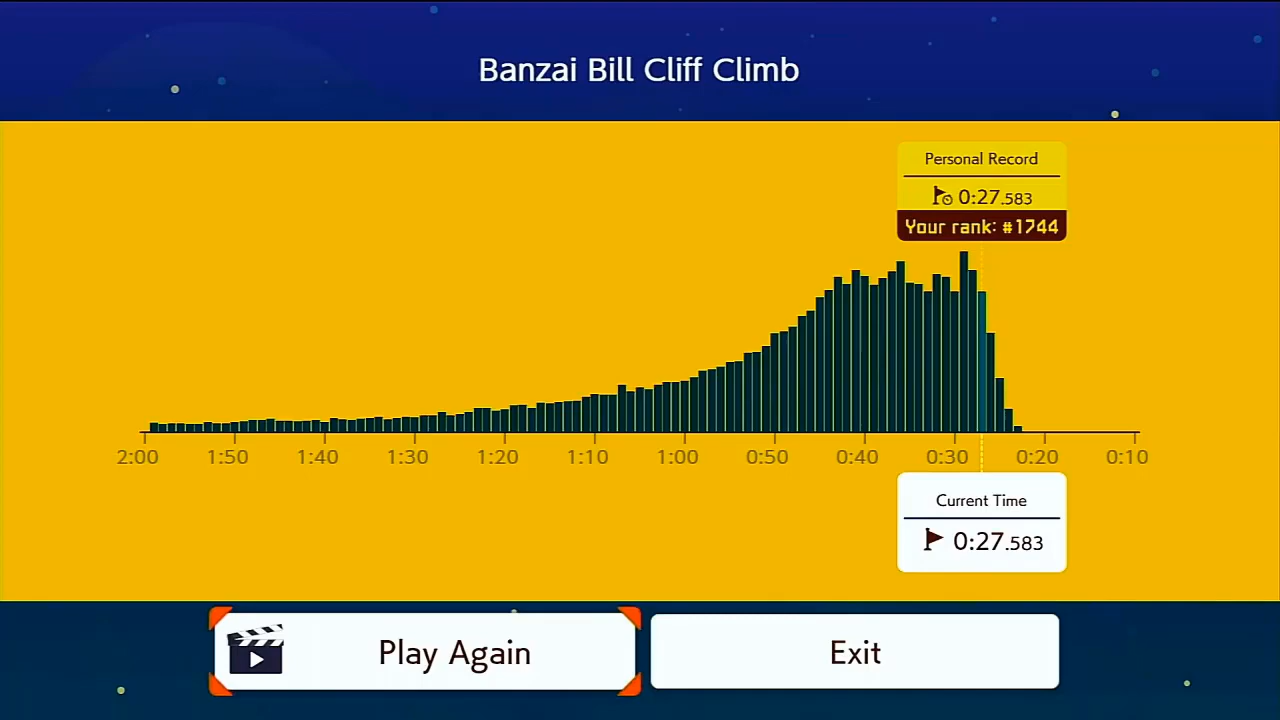 Banzai Bill Cliff Climb
Personal Record
0:27.583
Your rank: #1744
2:00 1:50 1:40 1:30 1:20 1:10 1:00 0:50 0:40 0:30 0:20 0:10
Current Time
0:27.583
Play Again
Exit